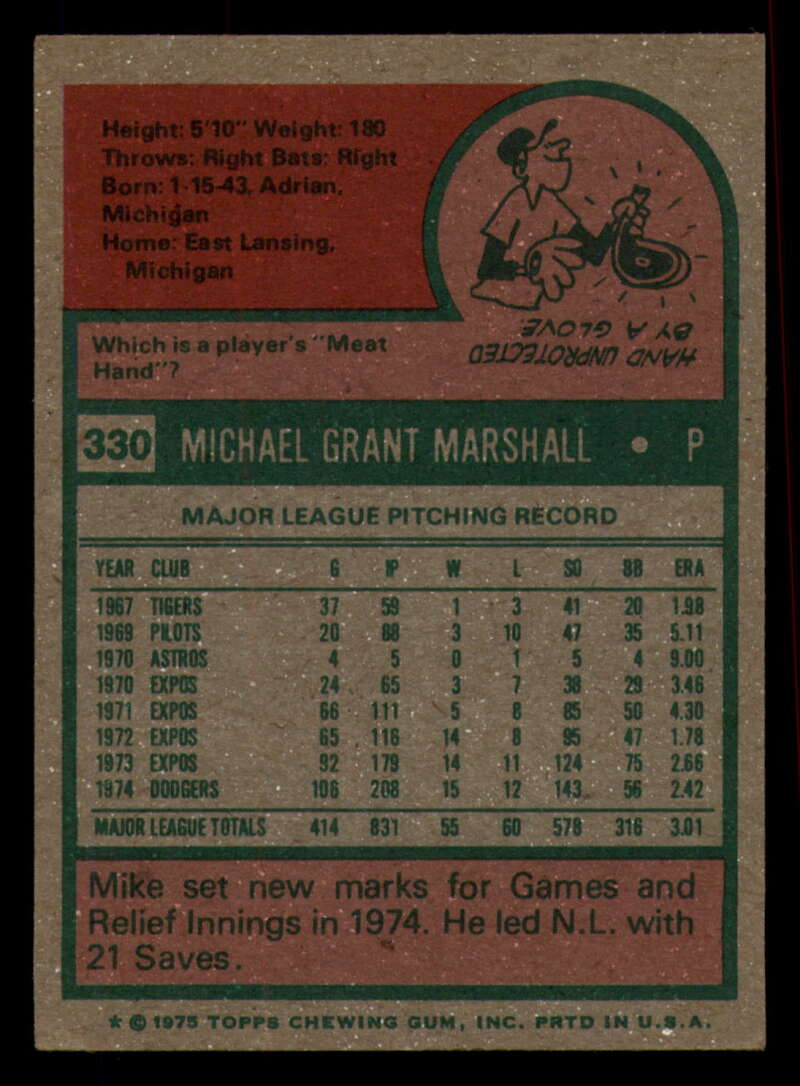 Height: 5'10" Weight: 180
Throws: Right Bats: Right
Born: 1-15-43, Adrian,
Michigan
Home: East Lansing,
Michigan
Which is a player's "Meat
Hand"?
HAND UNPROTECTED
BY A GLOVE
330 MICHAEL GRANT MARSHALL • P
MAJOR LEAGUE PITCHING RECORD
YEAR CLUB G IP W L SO BB ERA
1967 TIGERS 37 59 1 3 41 20 1.98
1969 PILOTS 20 88 3 10 47 35 5.11
1970 ASTROS 4 5 0 1 5 4 9.00
1970 EXPOS 24 65 3 7 38 29 3.46
1971 EXPOS 66 111 5 8 85 50 4.30
1972 EXPOS 65 116 14 8 95 47 1.78
1973 EXPOS 92 179 14 11 124 75 2.66
1974 DODGERS 106 208 15 12 143 56 2.42
MAJOR LEAGUE TOTALS 414 831 55 60 578 316 3.01
Mike set new marks for Games and
Relief Innings in 1974. He led N.L. with
21 Saves.
* © 1975 TOPPS CHEWING GUM, INC. PRTD IN U.S.A.